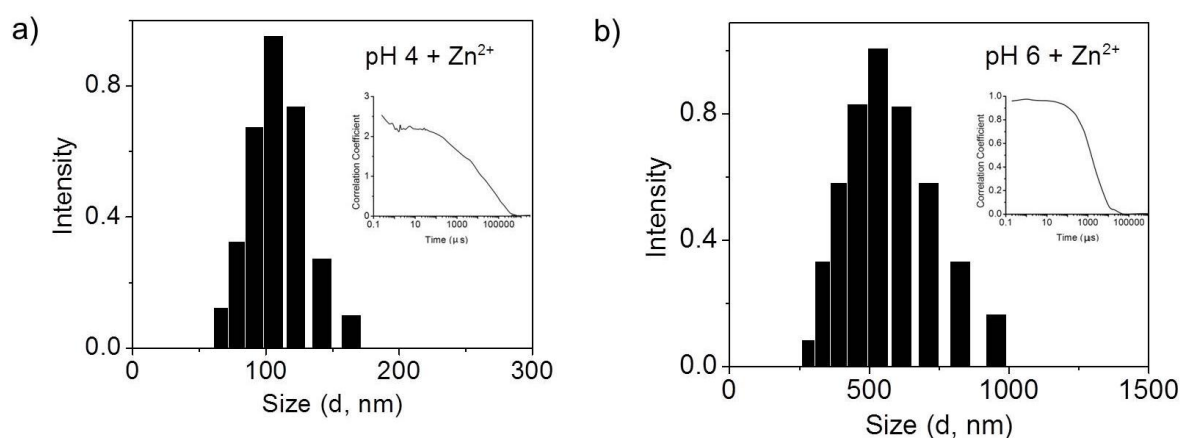 a)
pH 4 + Zn²⁺
Intensity
0.8
0.4
0.0
0 100 200 300
Size (d, nm)
Correlation Coefficient
3
2
1
0
0.1 10 1000 100000
Time (μs)
b)
pH 6 + Zn²⁺
Intensity
0.8
0.4
0.0
0 500 1000 1500
Size (d, nm)
Correlation Coefficient
1.0
0.8
0.6
0.4
0.2
0.0
0.1 10 1000 100000
Time (μs)